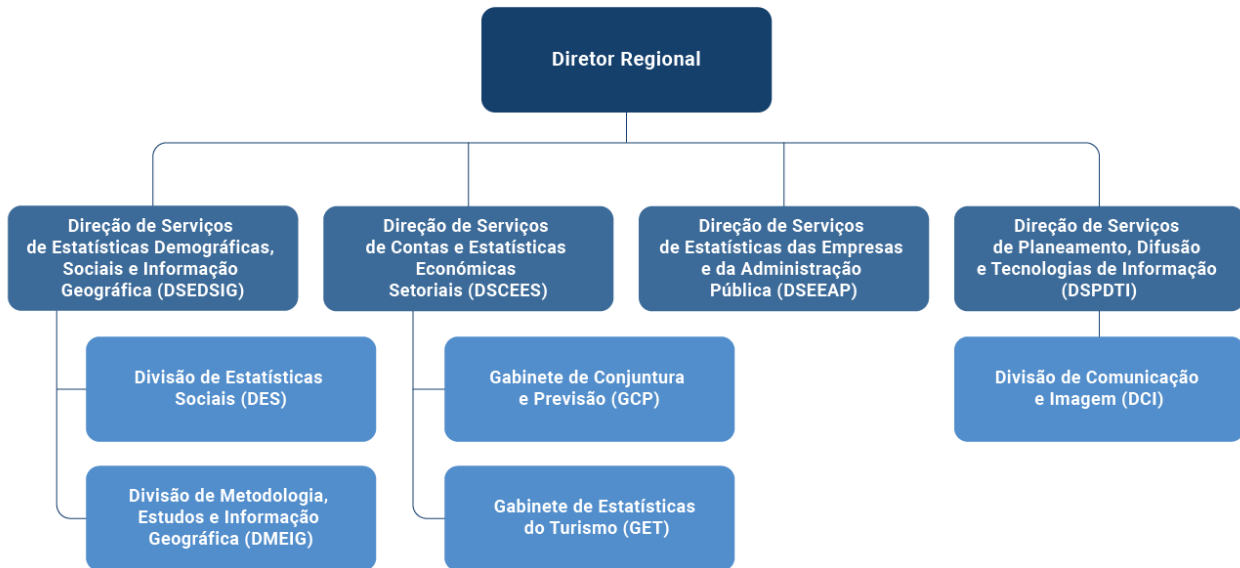 Diretor Regional
Direção de Serviços
de Estatísticas Demográficas,
Sociais e Informação
Geográfica (DSEDSIG)
Direção de Serviços
de Contas e Estatísticas
Económicas
Setoriais (DSCEES)
Direção de Serviços
de Estatísticas das Empresas
e da Administração
Pública (DSEEAP)
Direção de Serviços
de Planeamento, Difusão
e Tecnologias de Informação
(DSPDTI)
Divisão de Estatísticas
Sociais (DES)
Gabinete de Conjuntura
e Previsão (GCP)
Divisão de Comunicação
e Imagem (DCI)
Divisão de Metodologia,
Estudos e Informação
Geográfica (DMEIG)
Gabinete de Estatísticas
do Turismo (GET)